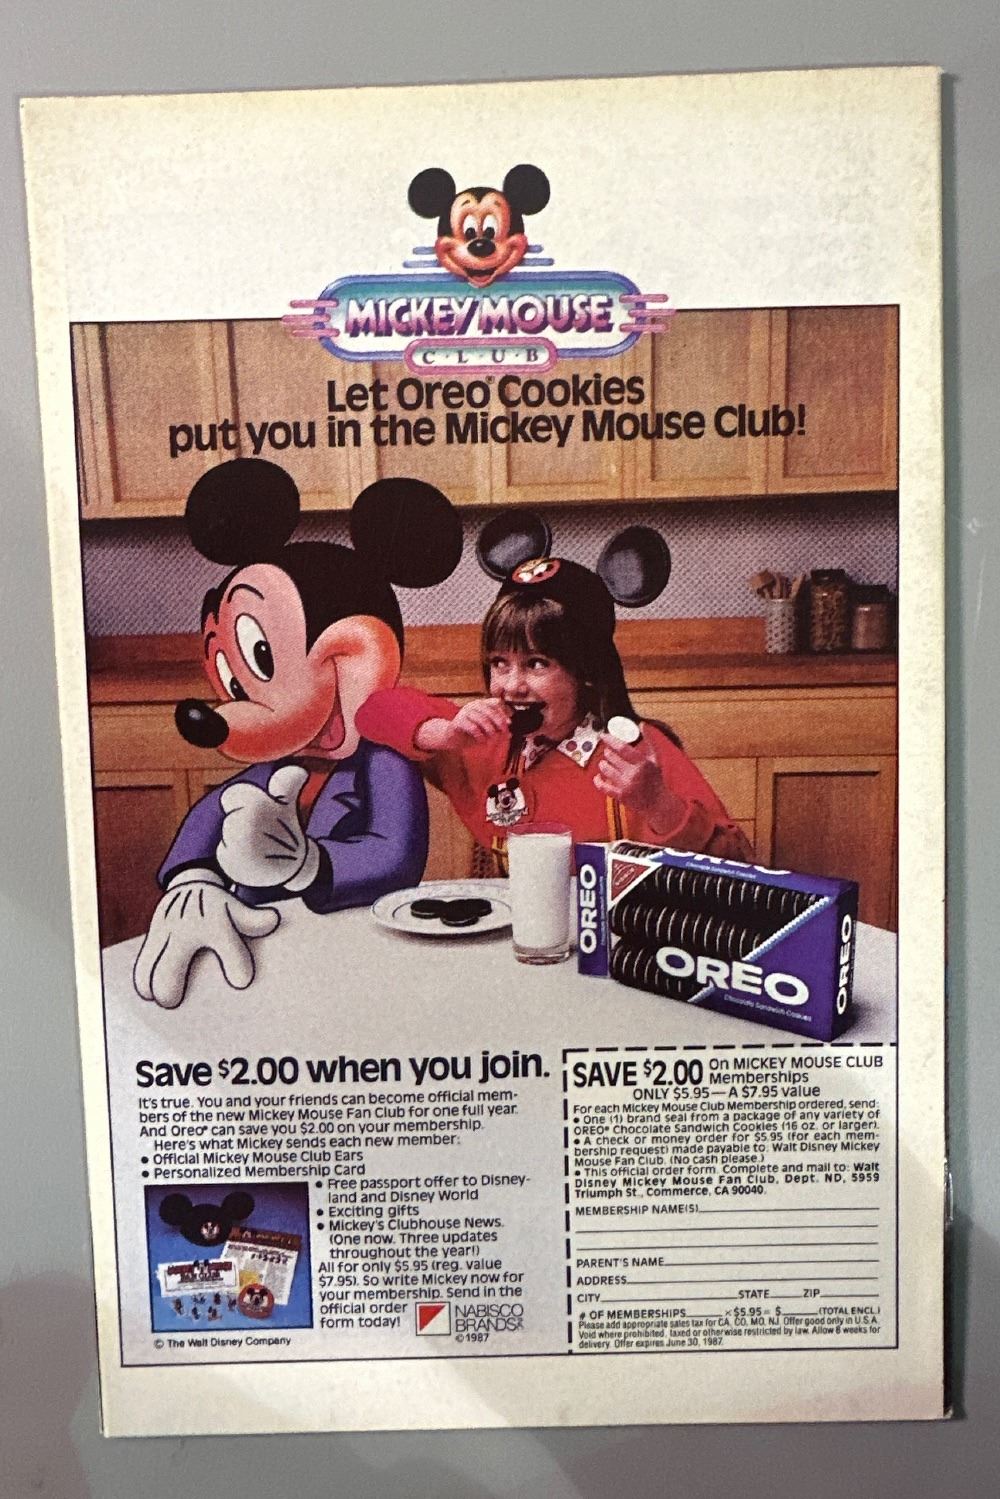 MICKEY MOUSE
C·L·U·B
Let Oreo® Cookies
put you in the Mickey Mouse Club!
OREO
OREO
Chocolate Sandwich Cookies
OREO
Save $2.00 when you join.
It's true. You and your friends can become official mem-
bers of the new Mickey Mouse Fan Club for one full year.
And Oreo® can save you $2.00 on your membership.
Here's what Mickey sends each new member:
• Official Mickey Mouse Club Ears
• Personalized Membership Card
• Free passport offer to Disney-
land and Disney World
• Exciting gifts
• Mickey's Clubhouse News.
(One now. Three updates
throughout the year!)
All for only $5.95 (reg. value
$7.95). So write Mickey now for
your membership. Send in the
official order
form today!
NABISCO
BRANDS
©1987
© The Walt Disney Company
SAVE $2.00 On MICKEY MOUSE CLUB
Memberships
ONLY $5.95—A $7.95 value
For each Mickey Mouse Club Membership ordered, send:
• One (1) brand seal from a package of any variety of
OREO® Chocolate Sandwich Cookies (16 oz. or larger).
• A check or money order for $5.95 (for each mem-
bership request) made payable to: Walt Disney Mickey
Mouse Fan Club. (No cash please.)
• This official order form. Complete and mail to: Walt
Disney Mickey Mouse Fan Club, Dept. ND, 5959
Triumph St., Commerce, CA 90040.
MEMBERSHIP NAME(S)
PARENT'S NAME
ADDRESS
CITY STATE ZIP
# OF MEMBERSHIPS x $5.95 = $ (TOTAL ENCL.)
Please add appropriate sales tax for CA, CO, MO, NJ. Offer good only in U.S.A.
Void where prohibited, taxed or otherwise restricted by law. Allow 8 weeks for
delivery. Offer expires June 30, 1987.